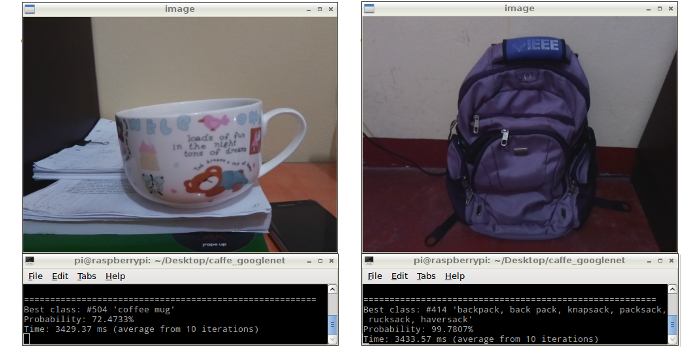 image
loads of fun
in the night
tons of dream
pi@raspberrypi: ~/Desktop/caffe_googlenet
File Edit Tabs Help
==========================================================
Best class: #504 'coffee mug'
Probability: 72.4733%
Time: 3429.37 ms (average from 10 iterations)
image
IEEE
pi@raspberrypi: ~/Desktop/caffe_googlenet
File Edit Tabs Help
==========================================================
Best class: #414 'backpack, back pack, knapsack, packsack,
rucksack, haversack'
Probability: 99.7807%
Time: 3433.57 ms (average from 10 iterations)